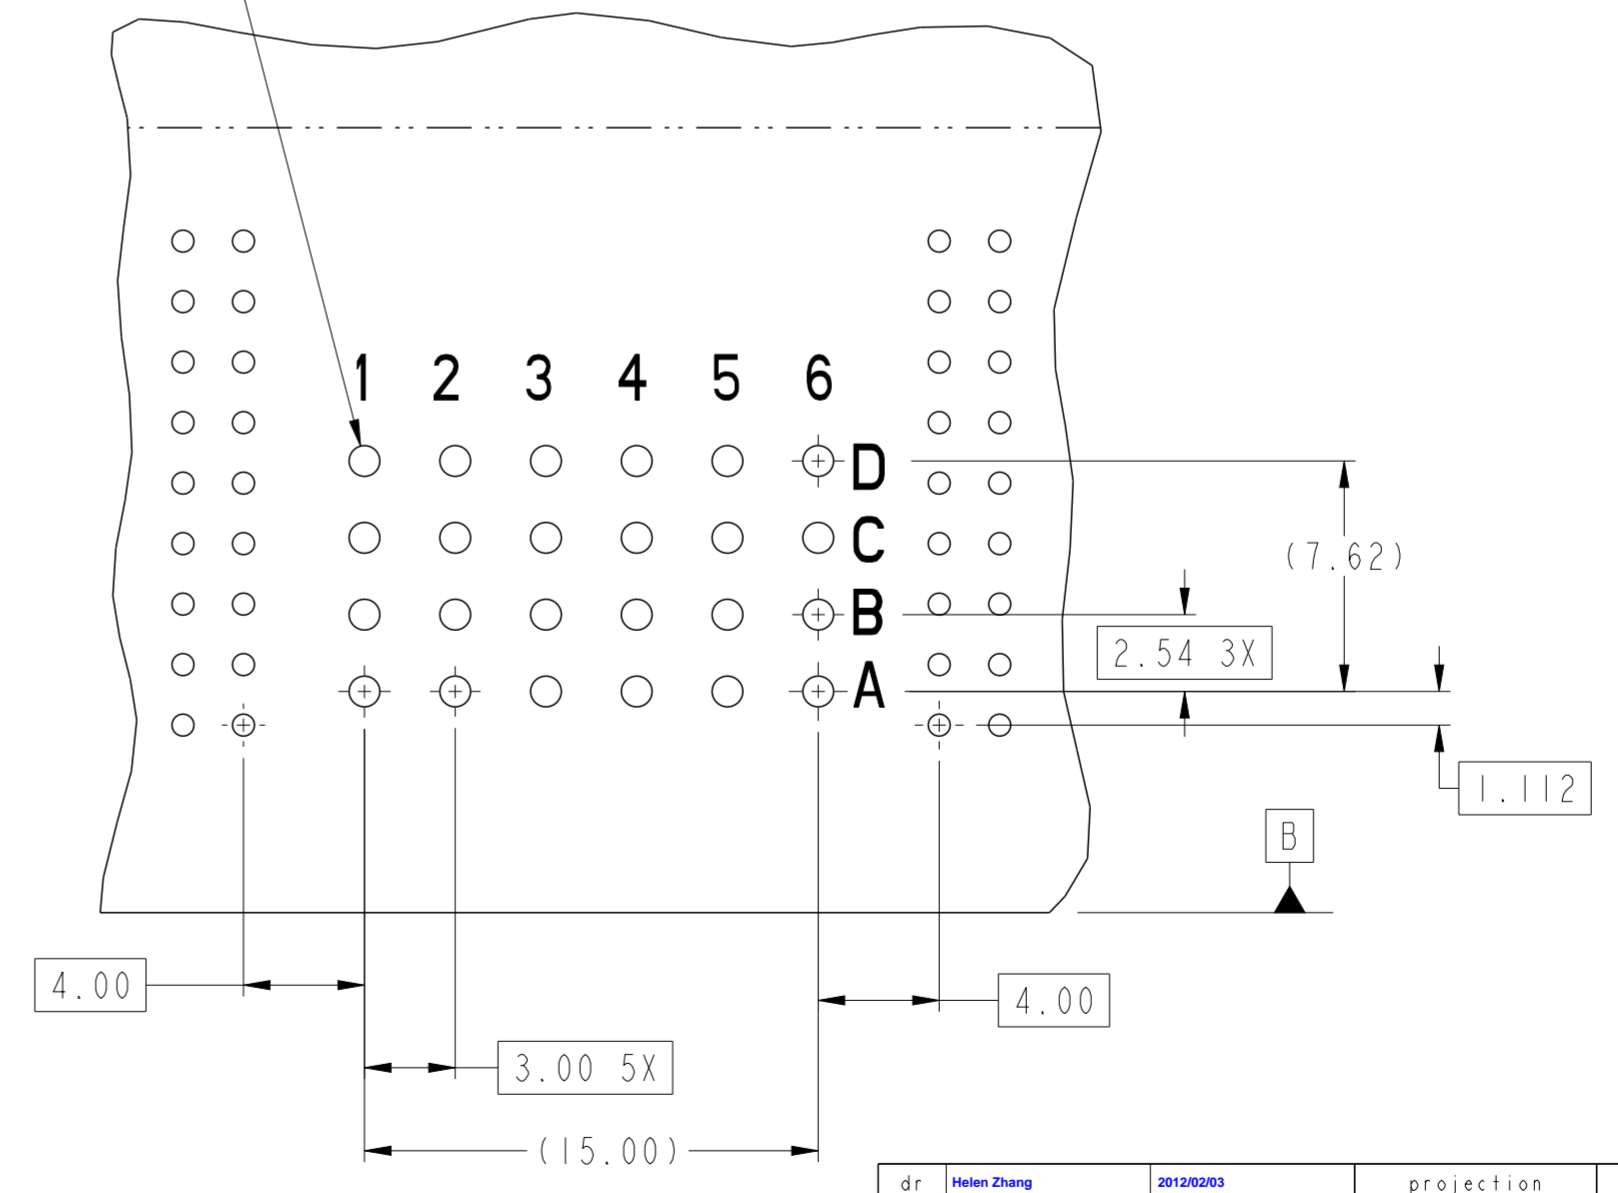 1 2 3 4 5 6
D
C
(7.62)
B
2.54 3X
A
1.112
B
4.00
4.00
3.00 5X
(15.00)
dr Helen Zhang 2012/02/03 projection